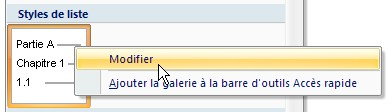 Styles de liste
Partie A
Chapitre 1
1.1
Modifier
Ajouter la galerie à la barre d'outils Accès rapide